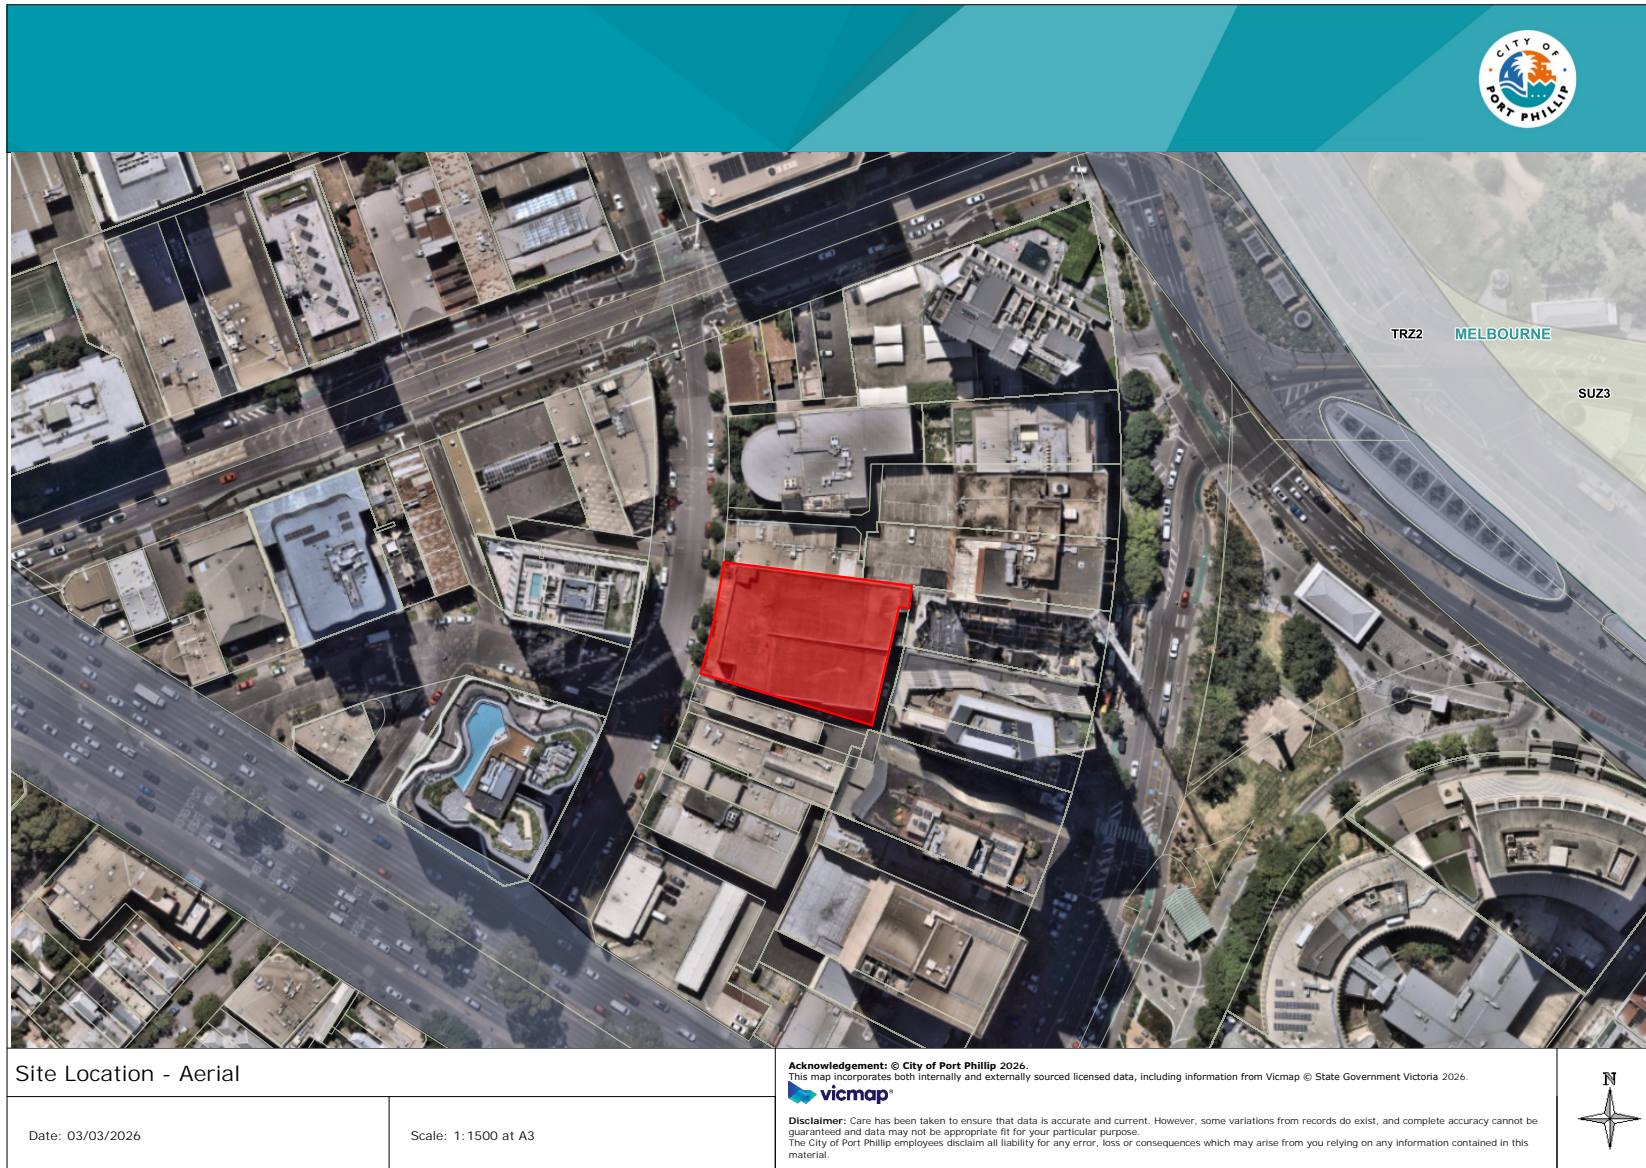 CITY OF
PORT PHILLIP
TRZ2
MELBOURNE
SUZ3
Site Location - Aerial
Date: 03/03/2026
Scale: 1:1500 at A3
Acknowledgement: © City of Port Phillip 2026.
This map incorporates both internally and externally sourced licensed data, including information from Vicmap © State Government Victoria 2026.
vicmap
Disclaimer: Care has been taken to ensure that data is accurate and current. However, some variations from records do exist, and complete accuracy cannot be
guaranteed and data may not be appropriate fit for your particular purpose.
The City of Port Phillip employees disclaim all liability for any error, loss or consequences which may arise from you relying on any information contained in this
material.
N